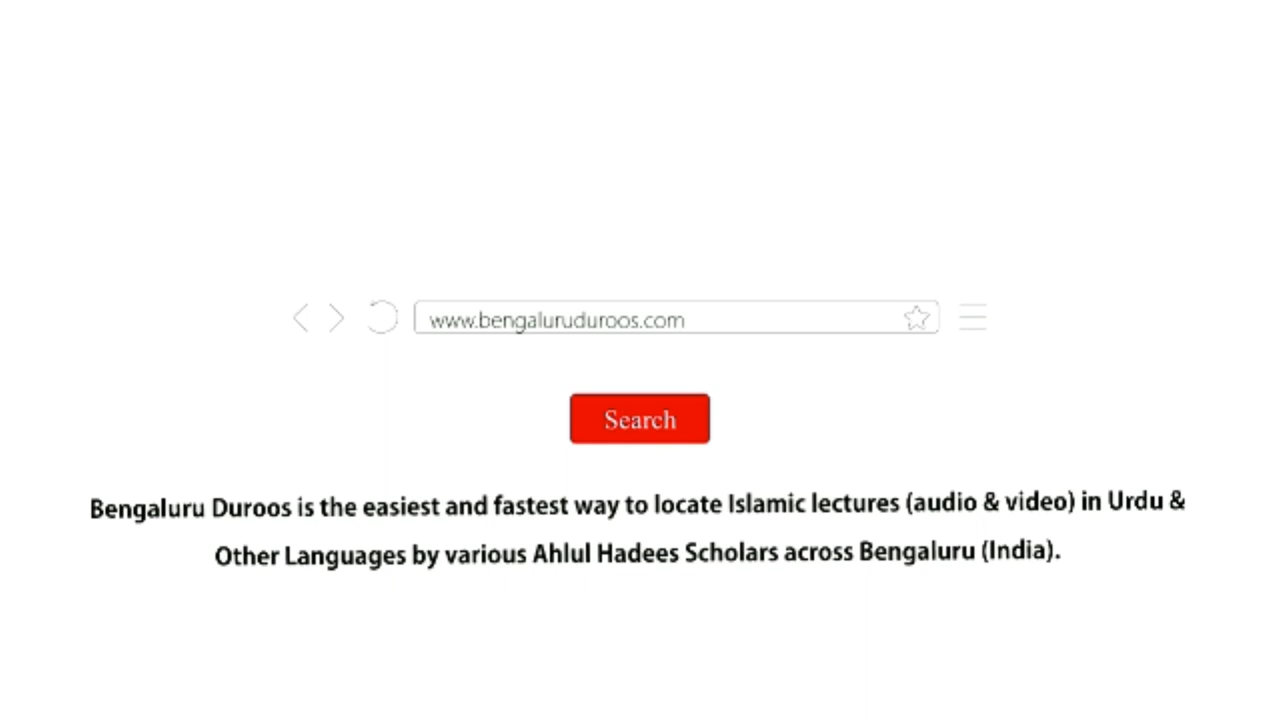 www.bengaluruduroos.com
Search
Bengaluru Duroos is the easiest and fastest way to locate Islamic lectures (audio & video) in Urdu &
Other Languages by various Ahlul Hadees Scholars across Bengaluru (India).